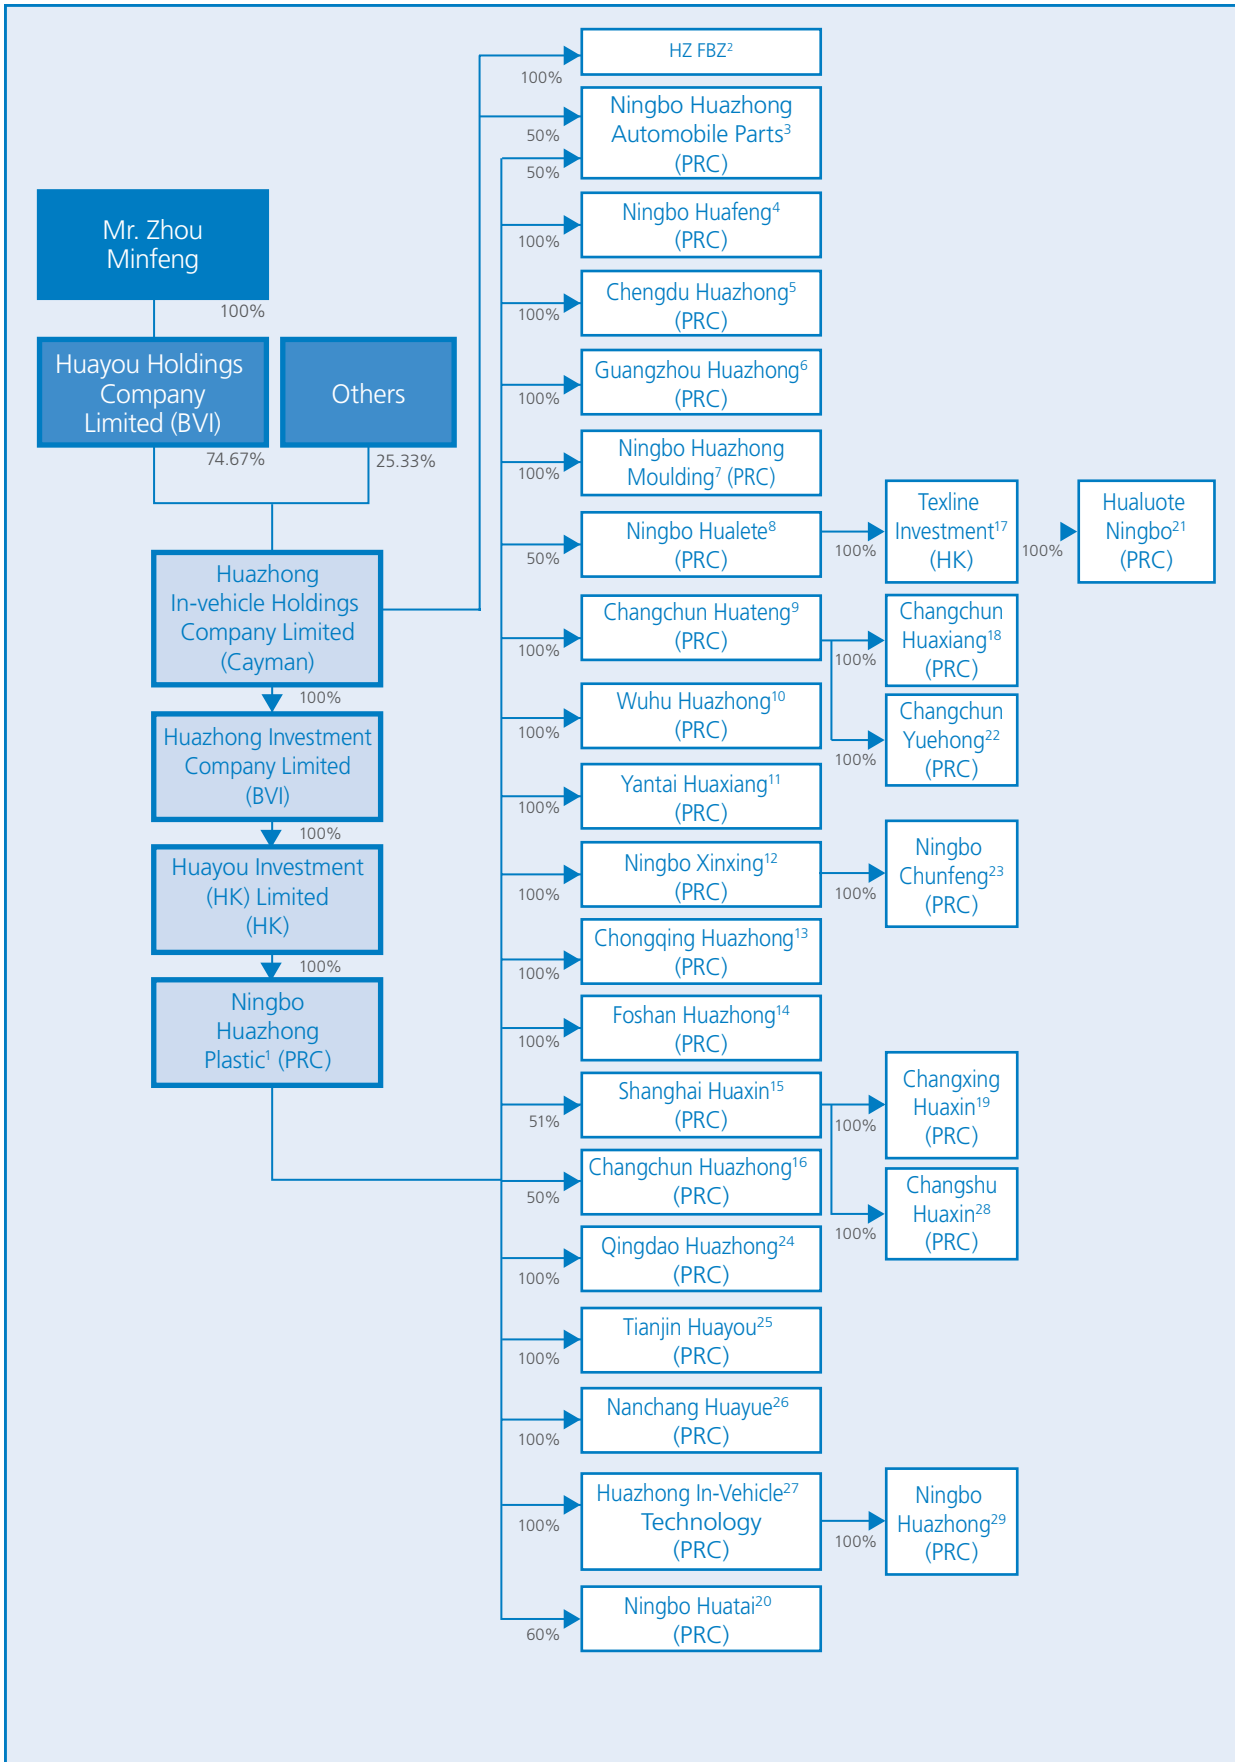 Mr. Zhou
Minfeng
100%
Huayou Holdings
Company
Limited (BVI)
74.67%
Others
25.33%
Huazhong
In-vehicle Holdings
Company Limited
(Cayman)
100%
Huazhong Investment
Company Limited
(BVI)
100%
Huayou Investment
(HK) Limited
(HK)
100%
Ningbo
Huazhong
Plastic¹ (PRC)
100%
HZ FBZ²
50%
50%
Ningbo Huazhong
Automobile Parts³
(PRC)
100%
Ningbo Huafeng⁴
(PRC)
100%
Chengdu Huazhong⁵
(PRC)
100%
Guangzhou Huazhong⁶
(PRC)
100%
Ningbo Huazhong
Moulding⁷ (PRC)
50%
Ningbo Hualete⁸
(PRC)
100%
Texline
Investment¹⁷
(HK)
100%
Hualuote
Ningbo²¹
(PRC)
100%
Changchun Huateng⁹
(PRC)
100%
Changchun
Huaxiang¹⁸
(PRC)
100%
Changchun
Yuehong²²
(PRC)
100%
Wuhu Huazhong¹⁰
(PRC)
100%
Yantai Huaxiang¹¹
(PRC)
100%
Ningbo Xinxing¹²
(PRC)
100%
Ningbo
Chunfeng²³
(PRC)
100%
Chongqing Huazhong¹³
(PRC)
100%
Foshan Huazhong¹⁴
(PRC)
51%
Shanghai Huaxin¹⁵
(PRC)
100%
Changxing
Huaxin¹⁹
(PRC)
100%
Changshu
Huaxin²⁸
(PRC)
50%
Changchun Huazhong¹⁶
(PRC)
100%
Qingdao Huazhong²⁴
(PRC)
100%
Tianjin Huayou²⁵
(PRC)
100%
Nanchang Huayue²⁶
(PRC)
100%
Huazhong In-Vehicle²⁷
Technology
(PRC)
100%
Ningbo
Huazhong²⁹
(PRC)
60%
Ningbo Huatai²⁰
(PRC)